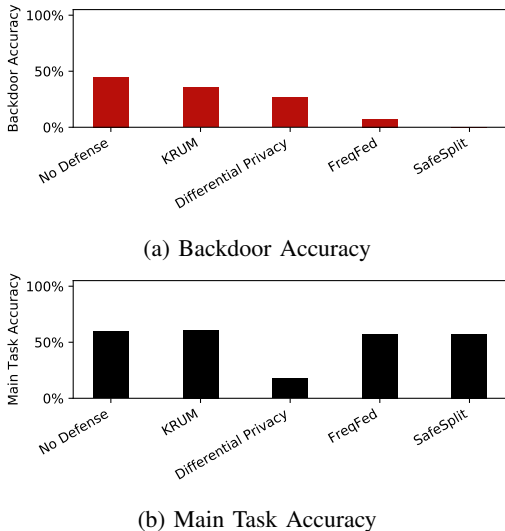 100%
50%
0%
Backdoor Accuracy
No Defense
KRUM
Differential Privacy
FreqFed
SafeSplit
(a) Backdoor Accuracy
100%
50%
0%
Main Task Accuracy
No Defense
KRUM
Differential Privacy
FreqFed
SafeSplit
(b) Main Task Accuracy